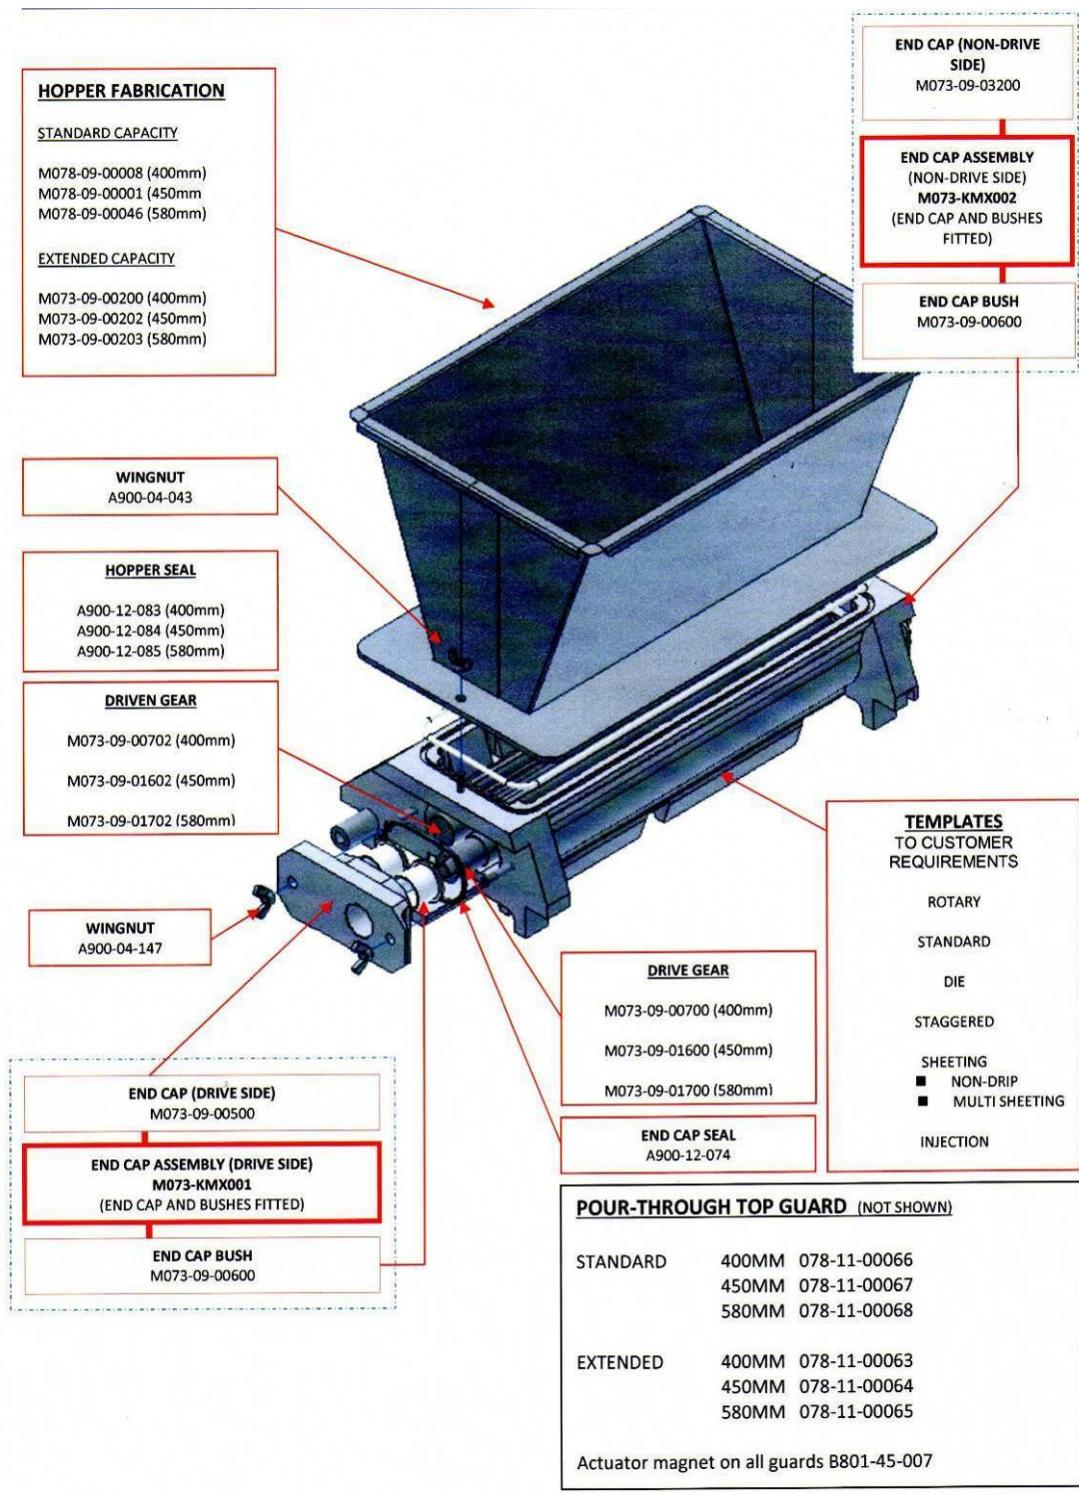 HOPPER FABRICATION
STANDARD CAPACITY
M078-09-00008 (400mm)
M078-09-00001 (450mm
M078-09-00046 (580mm)
EXTENDED CAPACITY
M073-09-00200 (400mm)
M073-09-00202 (450mm)
M073-09-00203 (580mm)
END CAP (NON-DRIVE
SIDE)
M073-09-03200
END CAP ASSEMBLY
(NON-DRIVE SIDE)
M073-KMX002
(END CAP AND BUSHES
FITTED)
END CAP BUSH
M073-09-00600
WINGNUT
A900-04-043
HOPPER SEAL
A900-12-083 (400mm)
A900-12-084 (450mm)
A900-12-085 (580mm)
DRIVEN GEAR
M073-09-00702 (400mm)
M073-09-01602 (450mm)
M073-09-01702 (580mm)
WINGNUT
A900-04-147
TEMPLATES
TO CUSTOMER
REQUIREMENTS
ROTARY
STANDARD
DIE
STAGGERED
SHEETING
■ NON-DRIP
■ MULTI SHEETING
INJECTION
DRIVE GEAR
M073-09-00700 (400mm)
M073-09-01600 (450mm)
M073-09-01700 (580mm)
END CAP SEAL
A900-12-074
END CAP (DRIVE SIDE)
M073-09-00500
END CAP ASSEMBLY (DRIVE SIDE)
M073-KMX001
(END CAP AND BUSHES FITTED)
END CAP BUSH
M073-09-00600
POUR-THROUGH TOP GUARD (NOT SHOWN)
STANDARD 400MM 078-11-00066
450MM 078-11-00067
580MM 078-11-00068
EXTENDED 400MM 078-11-00063
450MM 078-11-00064
580MM 078-11-00065
Actuator magnet on all guards B801-45-007